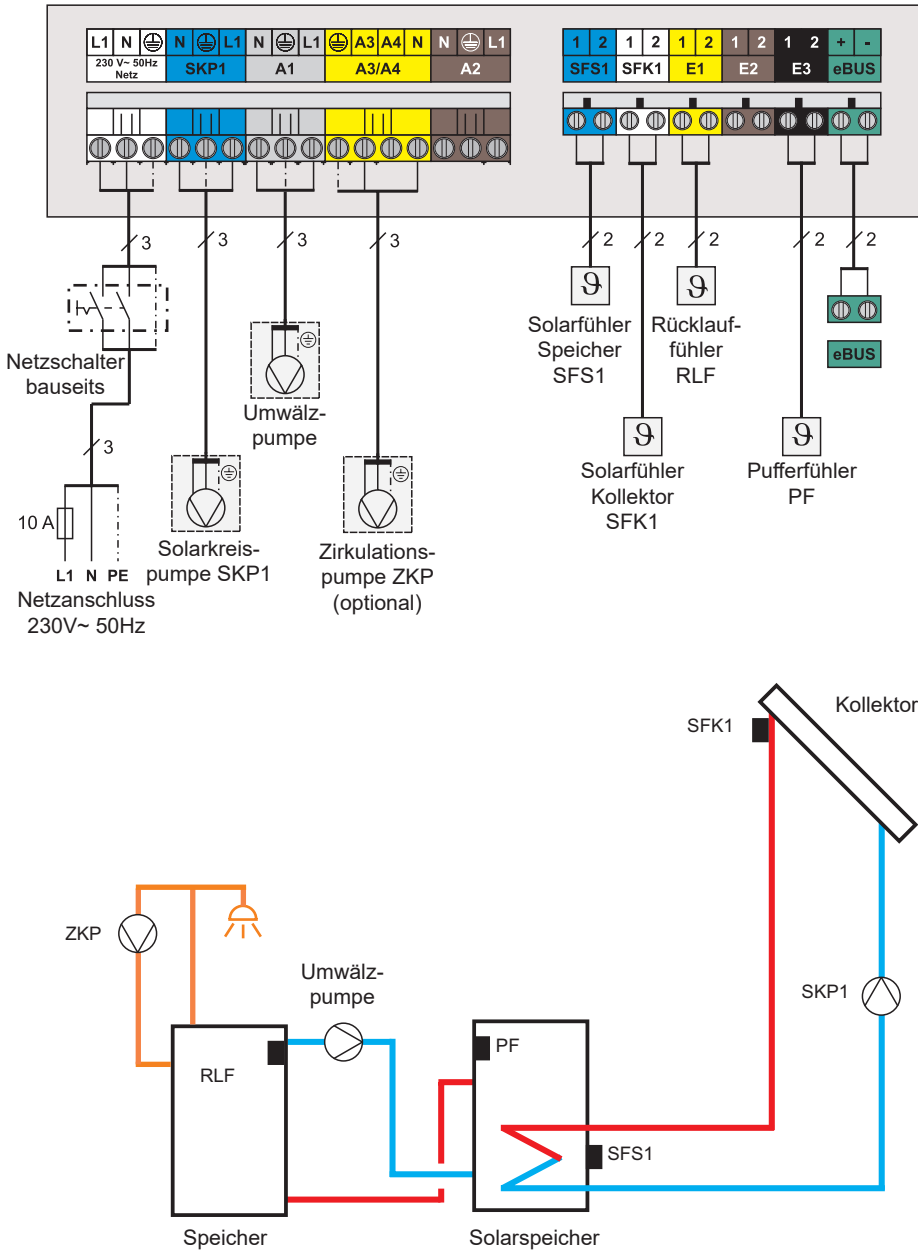 L1 N N L1 N L1 A3 A4 N N L1
230 V~ 50Hz
Netz
SKP1 A1 A3/A4 A2
1 2 1 2 1 2 1 2 1 2 + -
SFS1 SFK1 E1 E2 E3 eBUS
3 3 3 3 2 2 2 2 2
ϑ ϑ
Netzschalter
bauseits
Umwälz-
pumpe
Solarfühler
Speicher
SFS1
Rücklauf-
fühler
RLF
eBUS
3
ϑ ϑ
10 A
L1 N PE
Netzanschluss
230V~ 50Hz
Solarkreis-
pumpe SKP1
Zirkulations-
pumpe ZKP
(optional)
Solarfühler
Kollektor
SFK1
Pufferfühler
PF
Kollektor
SFK1
ZKP
Umwälz-
pumpe
SKP1
RLF
PF
SFS1
Speicher
Solarspeicher